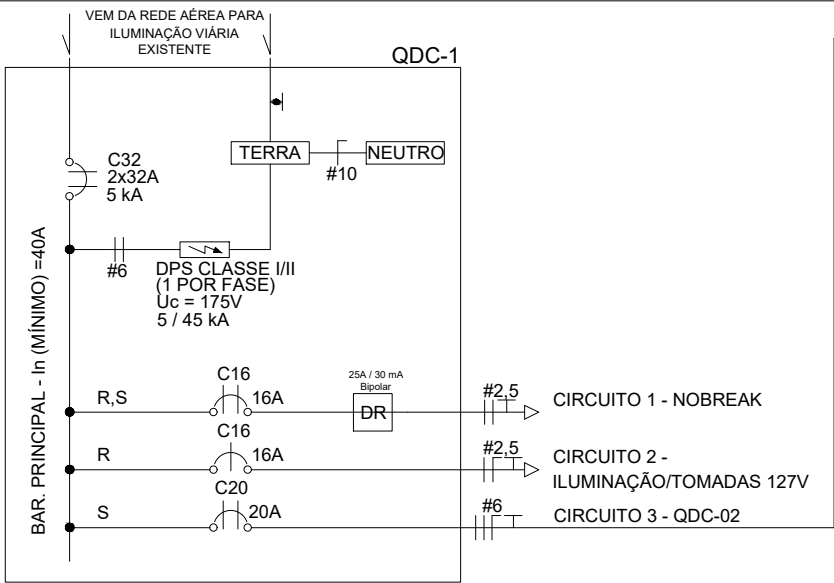 VEM DA REDE AÉREA PARA
ILUMINAÇÃO VIÁRIA
EXISTENTE
QDC-1
C32
2x32A
5 kA
TERRA
NEUTRO
#10
#6
DPS CLASSE I/II
(1 POR FASE)
Uc = 175V
5 / 45 kA
BAR. PRINCIPAL - In (MÍNIMO) =40A
R,S
C16
16A
25A / 30 mA
Bipolar
DR
#2,5
CIRCUITO 1 - NOBREAK
R
C16
16A
#2,5
CIRCUITO 2 -
ILUMINAÇÃO/TOMADAS 127V
S
C20
20A
#6
CIRCUITO 3 - QDC-02